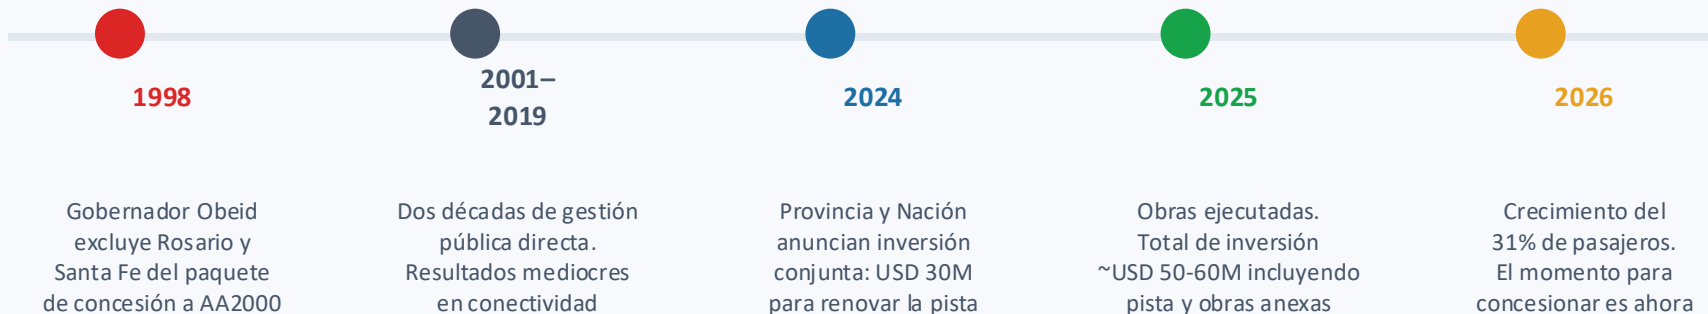 1998
Gobernador Obeid
excluye Rosario y
Santa Fe del paquete
de concesión a AA2000
2001–
2019
Dos décadas de gestión
pública directa.
Resultados mediocres
en conectividad
2024
Provincia y Nación
anuncian inversión
conjunta: USD 30M
para renovar la pista
2025
Obras ejecutadas.
Total de inversión
~USD 50-60M incluyendo
pista y obras anexas
2026
Crecimiento del
31% de pasajeros.
El momento para
concesionar es ahora